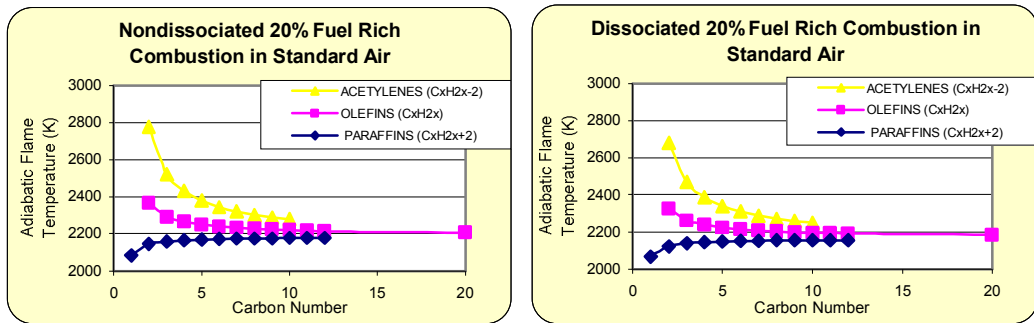 Nondissociated 20% Fuel Rich
Combustion in Standard Air
3000
2800
2600
2400
2200
2000
0
5
10
15
20
Carbon Number
Adiabatic Flame
Temperature (K)
ACETYLENES (CxH2x-2)
OLEFINS (CxH2x)
PARAFFINS (CxH2x+2)
Dissociated 20% Fuel Rich Combustion in
Standard Air
3000
2800
2600
2400
2200
2000
0
5
10
15
20
Carbon Number
Adiabatic Flame
Temperature (K)
ACETYLENES (CxH2x-2)
OLEFINS (CxH2x)
PARAFFINS (CxH2x+2)